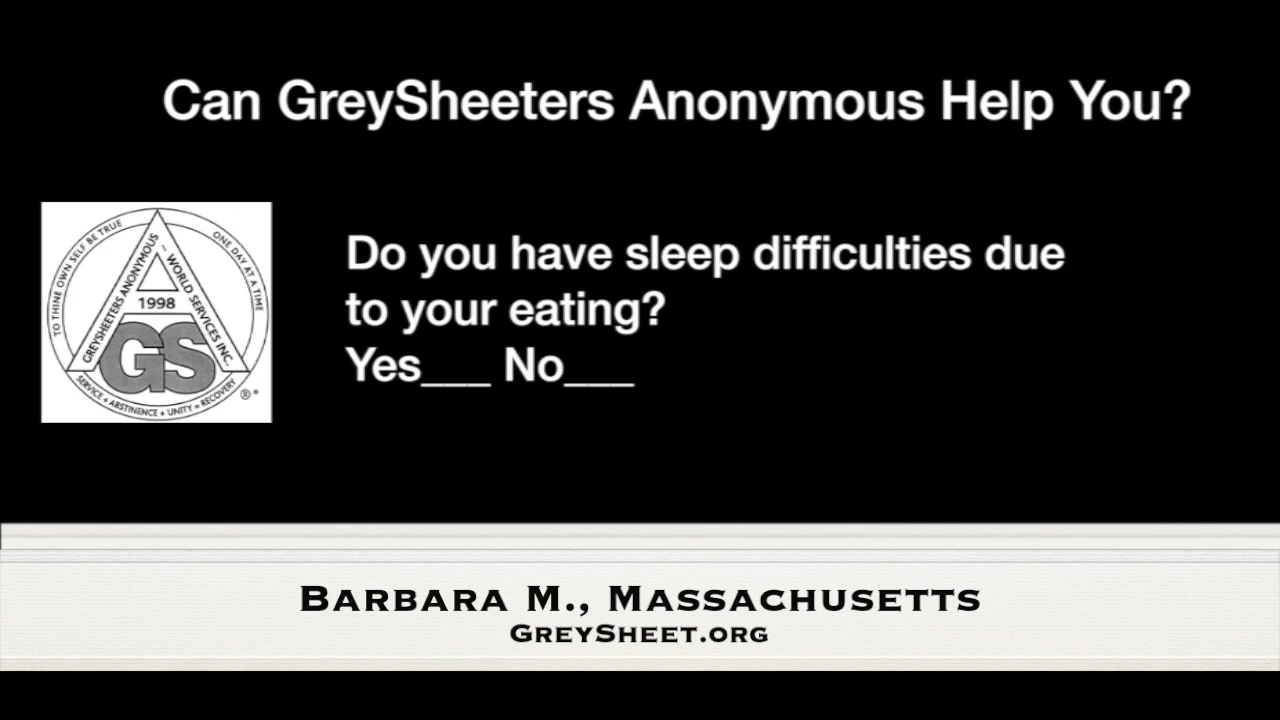 Can GreySheeters Anonymous Help You?
TO THINE OWN SELF BE TRUE
ONE DAY AT A TIME
GREYSHEETERS ANONYMOUS ~ WORLD SERVICES INC.
1998
GS
SERVICE + ABSTINENCE + UNITY = RECOVERY
®*
Do you have sleep difficulties due
to your eating?
Yes___ No___
BARBARA M., MASSACHUSETTS
GREYSHEET.ORG